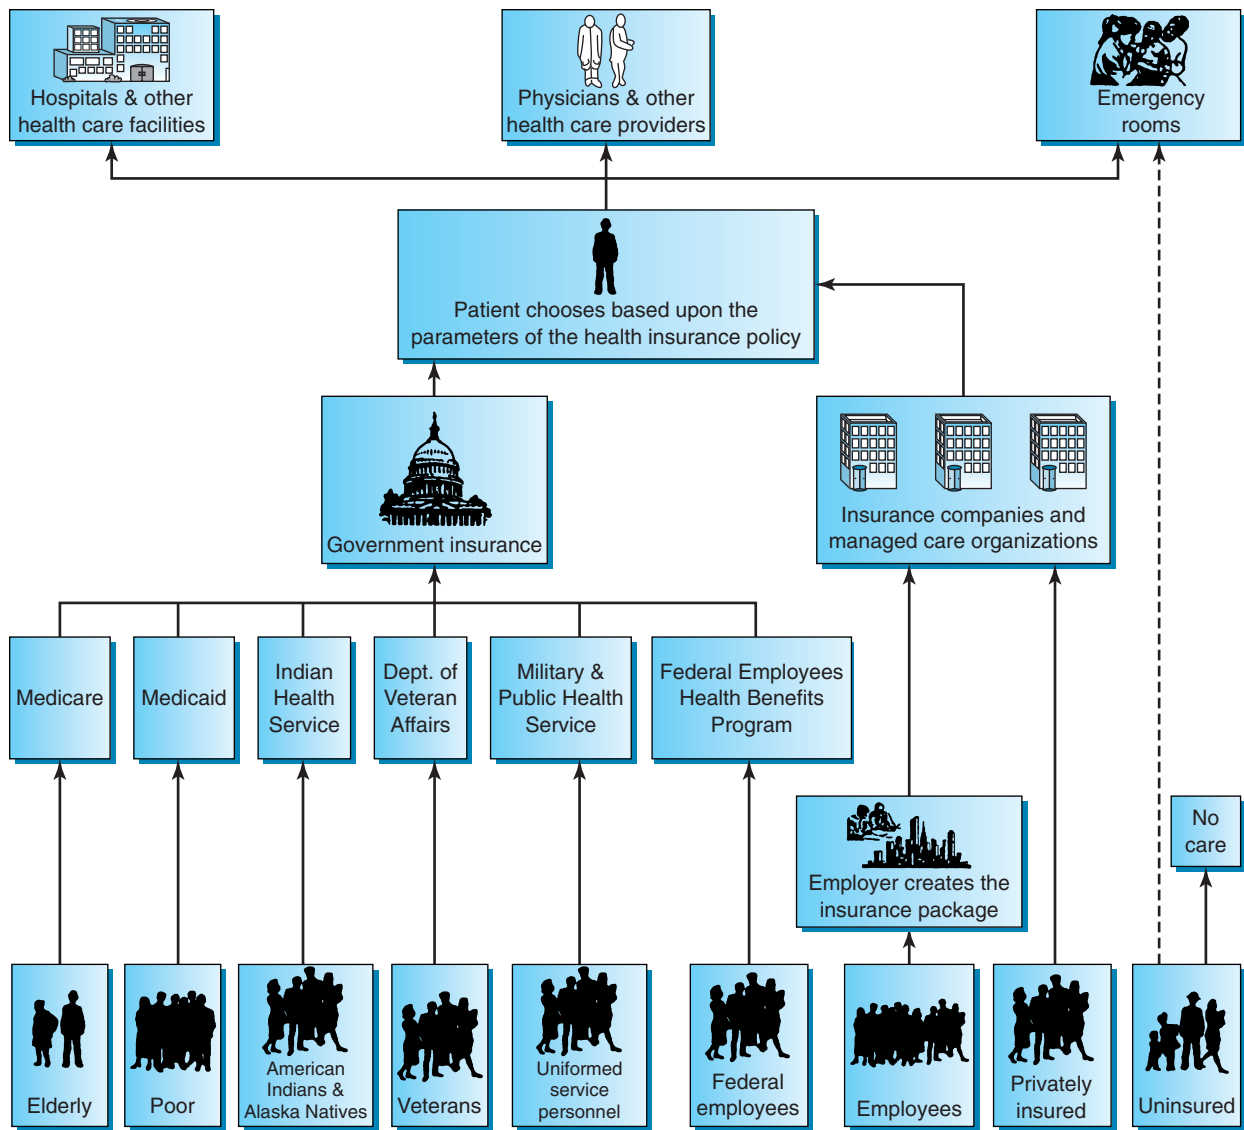 Hospitals & other
health care facilities
Physicians & other
health care providers
Emergency
rooms
Patient chooses based upon the
parameters of the health insurance policy
Government insurance
Insurance companies and
managed care organizations
Medicare
Medicaid
Indian
Health
Service
Dept. of
Veteran
Affairs
Military &
Public Health
Service
Federal Employees
Health Benefits
Program
Employer creates the
insurance package
No
care
Elderly
Poor
American
Indians &
Alaska Natives
Veterans
Uniformed
service
personnel
Federal
employees
Employees
Privately
insured
Uninsured